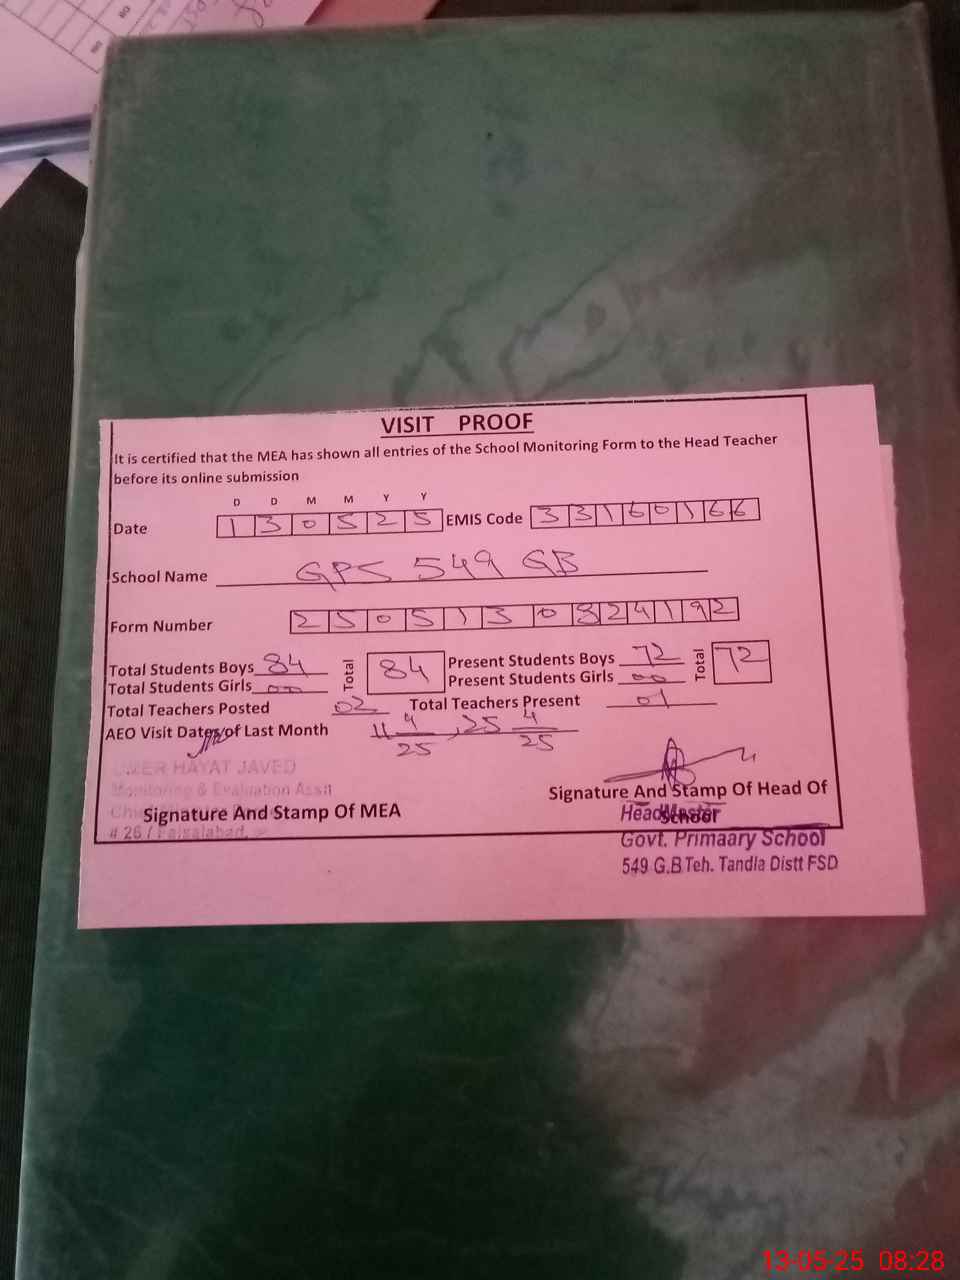 VISIT PROOF
It is certified that the MEA has shown all entries of the School Monitoring Form to the Head Teacher
before its online submission
D D M M Y Y
Date 1 3 0 5 2 5 EMIS Code 3 3 1 6 0 1 6 6
School Name GPS 549 GB
Form Number 2 5 0 5 1 3 0 8 2 4 1 9 2
Total Students Boys 84 Total 84 Present Students Boys 72 Total 72
Total Students Girls 00 Present Students Girls 00
Total Teachers Posted 02 Total Teachers Present 01
AEO Visit Dates of Last Month 11 4/25, 25 4/25
UMER HAYAT JAVED
Monitoring & Evaluation Asstt
Signature And Stamp Of MEA
# 26 / Faisalabad.
Signature And Stamp Of Head Of
School
HeadMaster
Govt. Primaary School
549 G.B Teh. Tandla Distt FSD
13-05-25 08:28